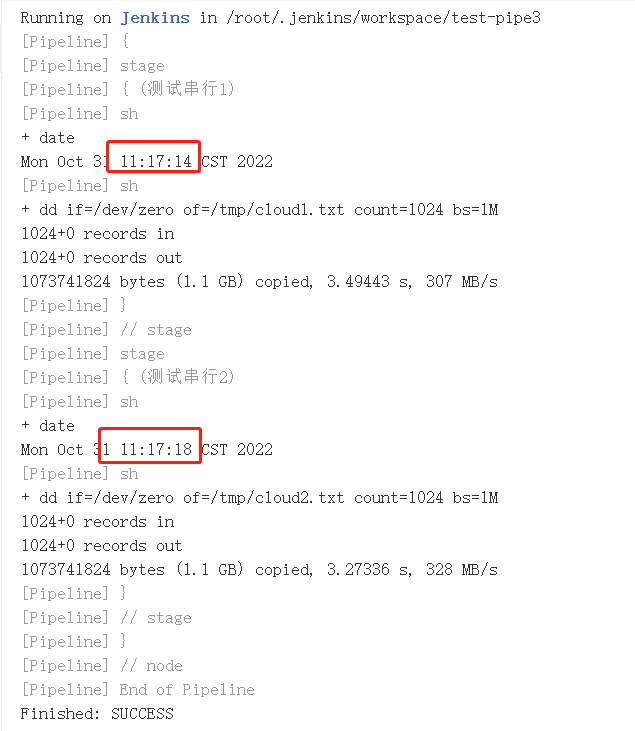 Running on Jenkins in /root/.jenkins/workspace/test-pipe3
[Pipeline] {
[Pipeline] stage
[Pipeline] { (测试串行1)
[Pipeline] sh
+ date
Mon Oct 31 11:17:14 CST 2022
[Pipeline] sh
+ dd if=/dev/zero of=/tmp/cloud1.txt count=1024 bs=1M
1024+0 records in
1024+0 records out
1073741824 bytes (1.1 GB) copied, 3.49443 s, 307 MB/s
[Pipeline] }
[Pipeline] // stage
[Pipeline] stage
[Pipeline] { (测试串行2)
[Pipeline] sh
+ date
Mon Oct 31 11:17:18 CST 2022
[Pipeline] sh
+ dd if=/dev/zero of=/tmp/cloud2.txt count=1024 bs=1M
1024+0 records in
1024+0 records out
1073741824 bytes (1.1 GB) copied, 3.27336 s, 328 MB/s
[Pipeline] }
[Pipeline] // stage
[Pipeline] }
[Pipeline] // node
[Pipeline] End of Pipeline
Finished: SUCCESS